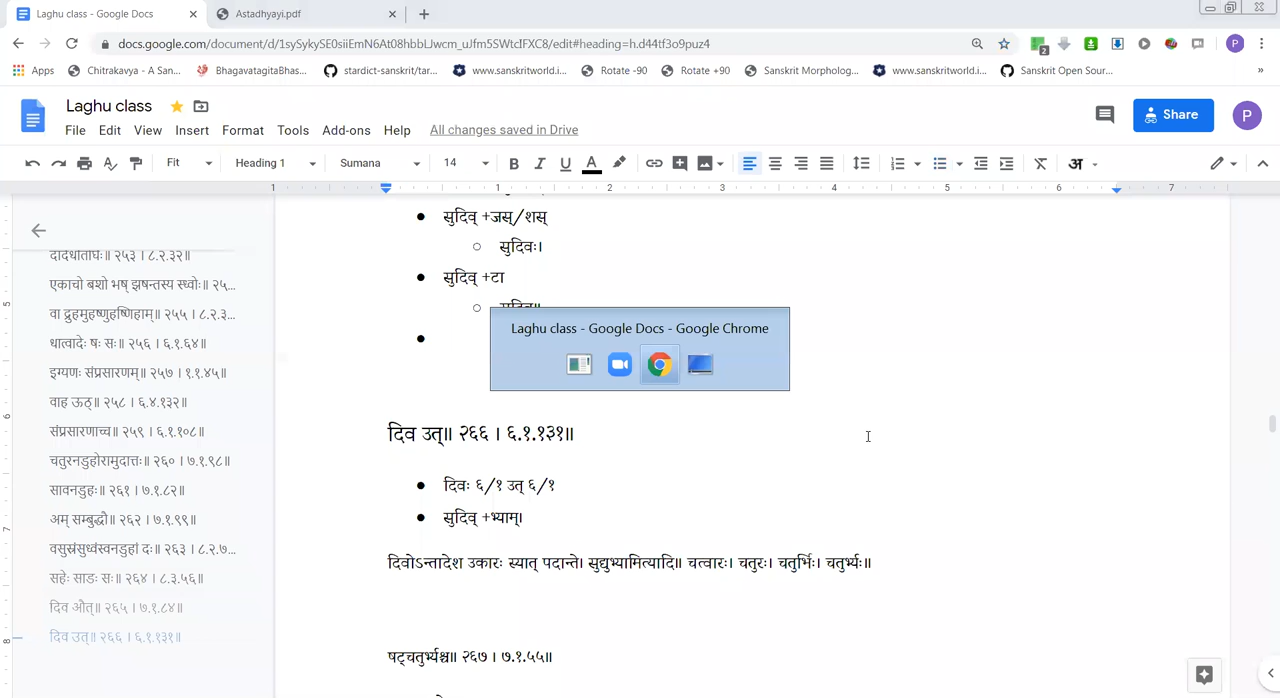 Laghu class - Google Docs
Astadhyayi.pdf
docs.google.com/document/d/1sySykySE0siiEmN6At08hbbLJwcm_uJfm5SWtcIFXC8/edit#heading=h.d44tf3o9puz4
Apps Chitrakavya - A San... BhagavatagitaBhas... stardict-sanskrit/tar... www.sanskritworld.i... Rotate -90 Rotate +90 Sanskrit Morpholog... www.sanskritworld.i... Sanskrit Open Sour... »
Laghu class
File Edit View Insert Format Tools Add-ons Help All changes saved in Drive
Share
P
Fit Heading 1 Sumana 14 B I U A अ
1 1 2 3 4 5 6 7
एकाचो बशो भष् झषन्तस्य स्ध्वोः॥ २५...
वा द्रुहमुहष्णुहष्णिहाम्॥ २५५ । ८.२.३...
धात्वादेः षः सः॥ २५६ । ६.१.६४॥
इग्यणः संप्रसारणम्॥ २५७ । १.१.४५॥
वाह ऊठ्॥ २५८ । ६.४.१३२॥
संप्रसारणाच्च॥ २५९ । ६.१.१०८॥
चतुरनडुहोरामुदात्तः॥ २६० । ७.१.९८॥
सावनडुहः॥ २६१ । ७.१.८२॥
अम् सम्बुद्धौ॥ २६२ । ७.१.९९॥
वसुस्रंसुध्वंस्वनडुहां दः॥ २६३ । ८.२.७...
सहेः साडः सः॥ २६४ । ८.३.५६॥
दिव औत्॥ २६५ । ७.१.८४॥
दिव उत्॥ २६६ । ६.१.१३१॥
सुदिव् +जस्/शस्
सुदिवः।
सुदिव् +टा
Laghu class - Google Docs - Google Chrome
दिव उत्॥ २६६ । ६.१.१३१॥
दिवः ६/१ उत् ६/१
सुदिव् +भ्याम्।
दिवोऽन्तादेश उकारः स्यात् पदान्ते। सुद्युभ्यामित्यादि॥ चत्वारः। चतुरः। चतुर्भिः। चतुर्भ्यः॥
षट्चतुर्भ्यश्च॥ २६७ । ७.१.५५॥